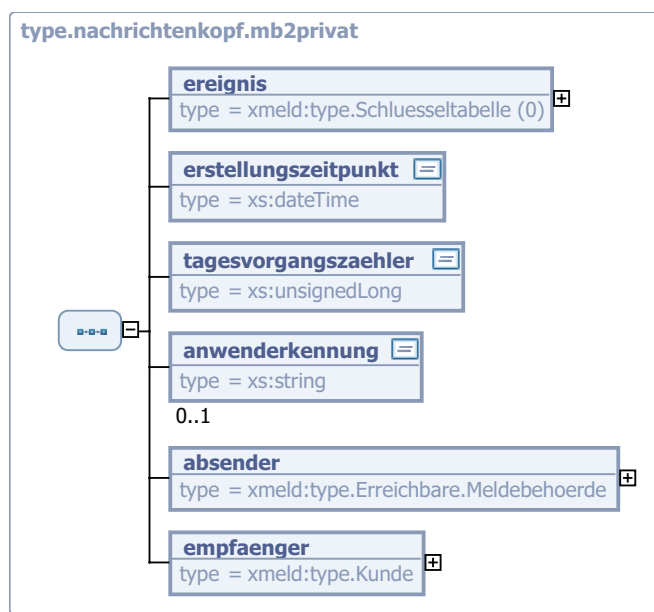 type.nachrichtenkopf.mb2privat
ereignis
type = xmeld:type.Schluesseltabelle (0)
erstellungszeitpunkt
type = xs:dateTime
tagesvorgangszaehler
type = xs:unsignedLong
anwenderkennung
type = xs:string
0..1
absender
type = xmeld:type.Erreichbare.Meldebehoerde
empfaenger
type = xmeld:type.Kunde